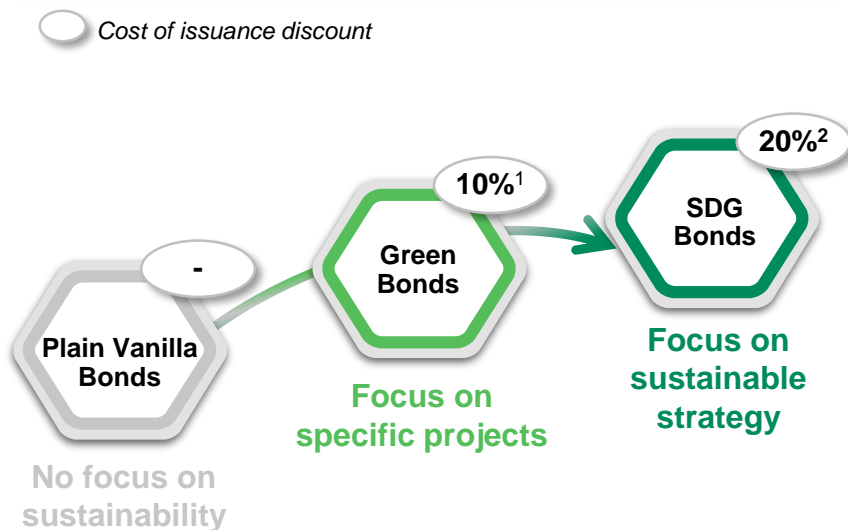 Cost of issuance discount
-
Plain Vanilla
Bonds
No focus on
sustainability
10%¹
Green
Bonds
Focus on
specific projects
20%²
SDG
Bonds
Focus on
sustainable
strategy